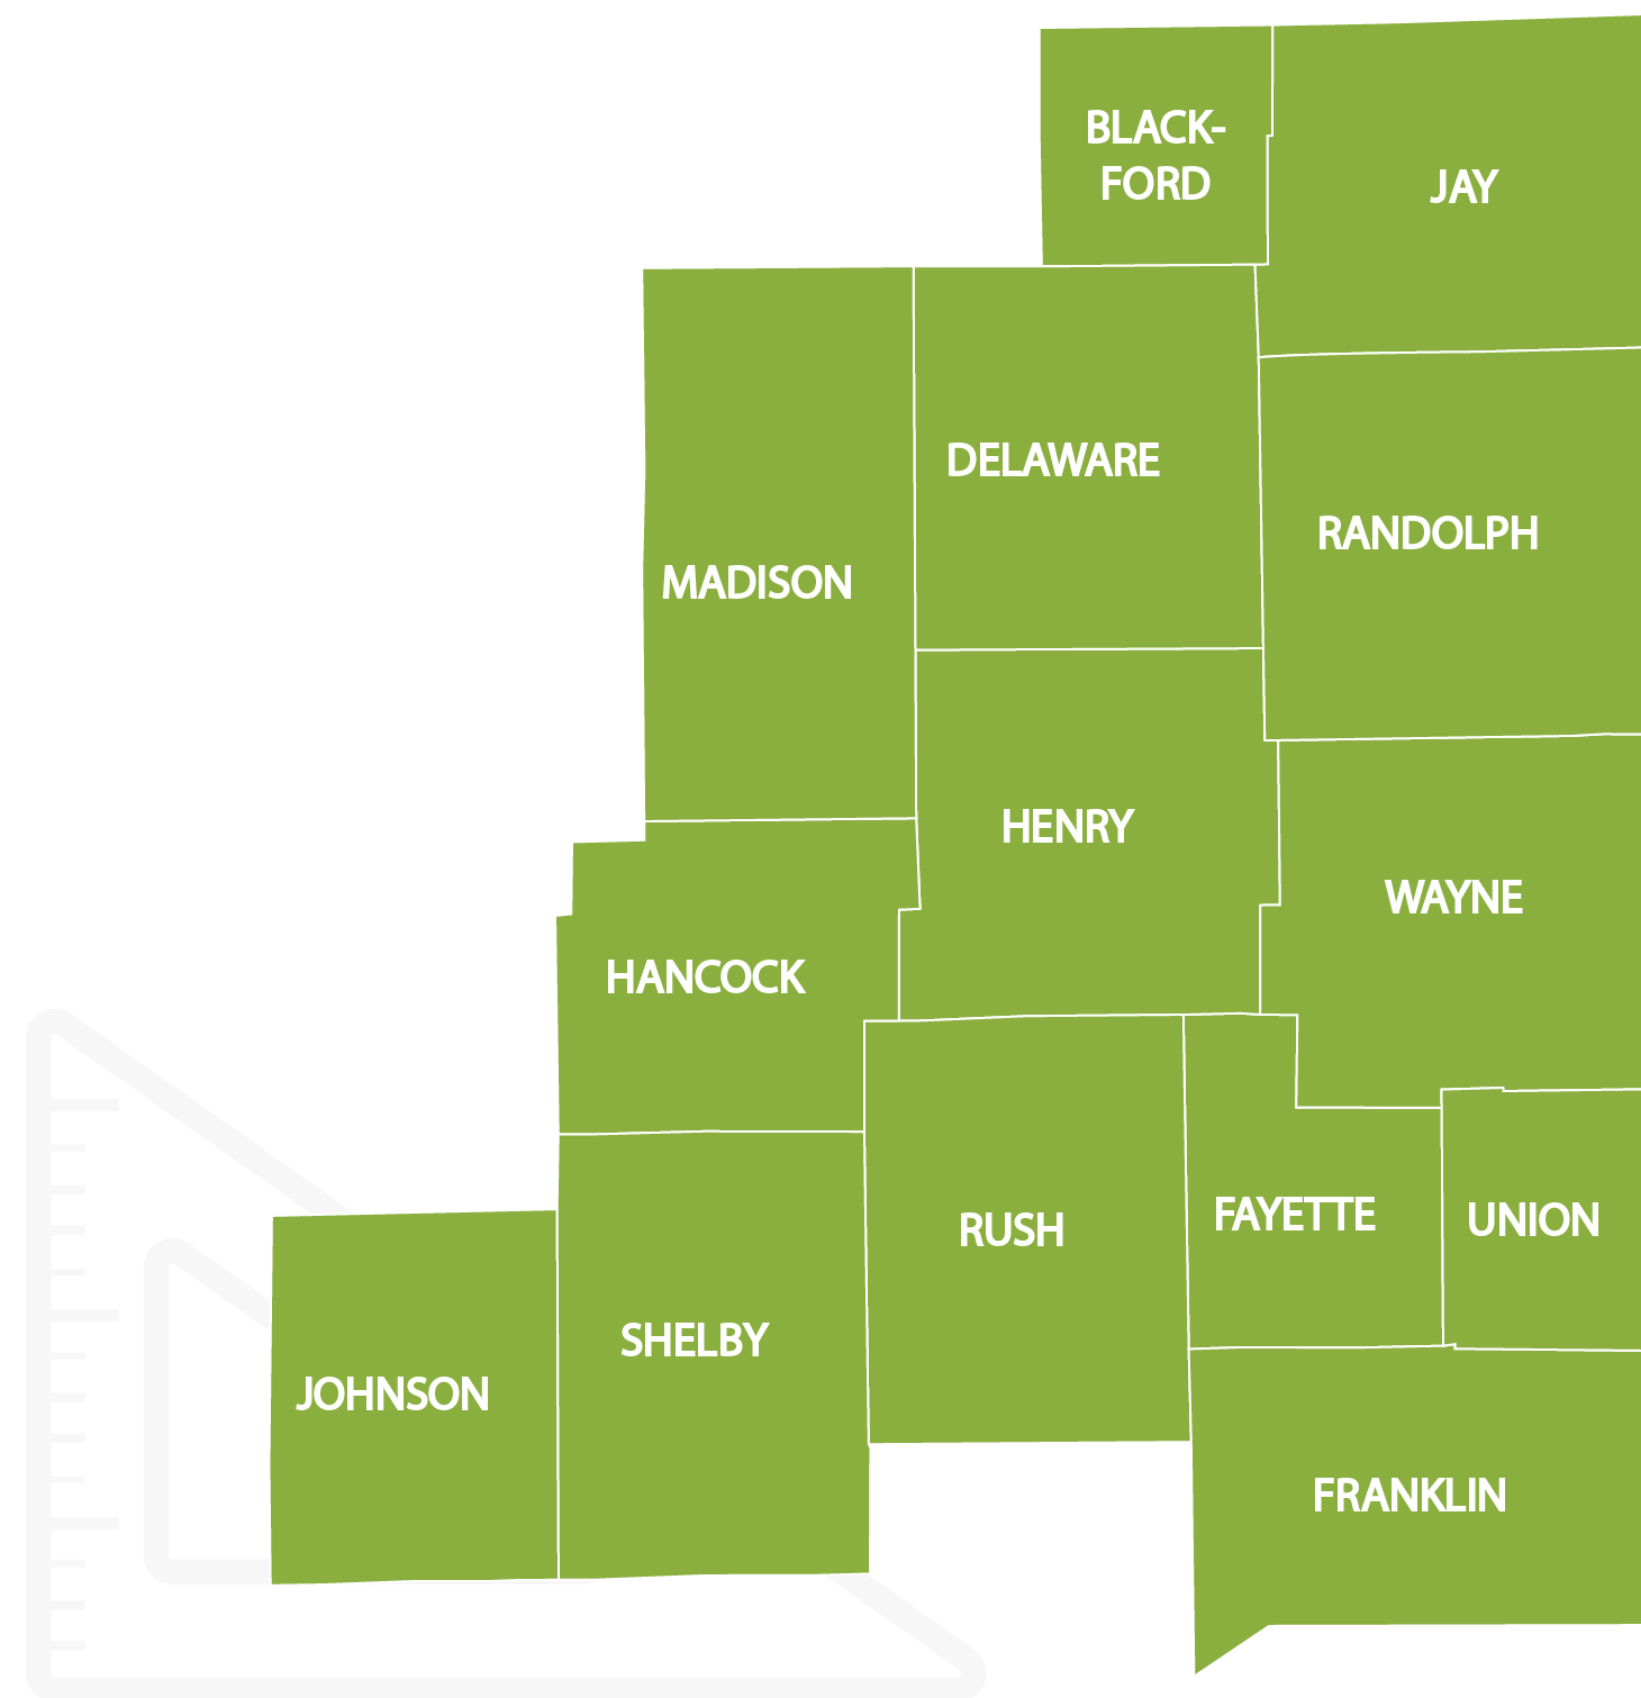 BLACK-
FORD
JAY
DELAWARE
RANDOLPH
MADISON
HENRY
WAYNE
HANCOCK
RUSH
FAYETTE
UNION
SHELBY
JOHNSON
FRANKLIN